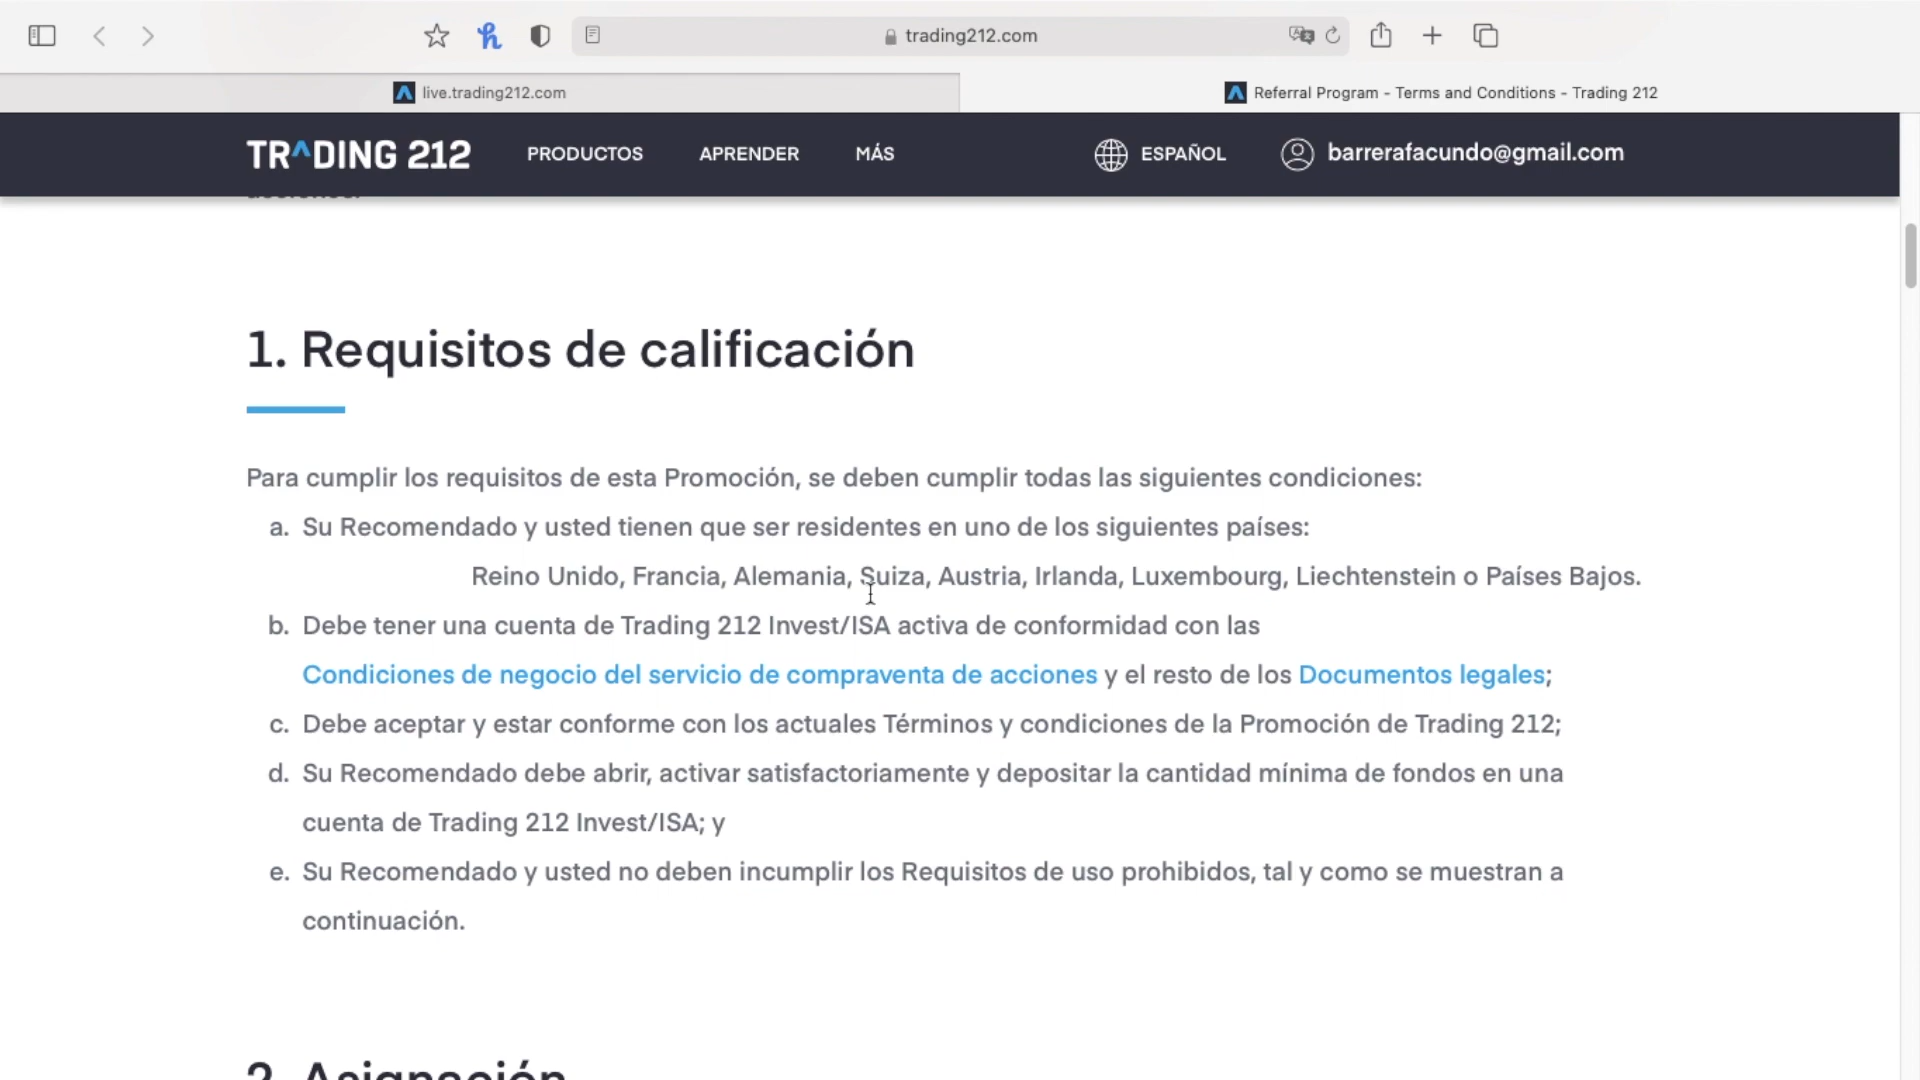 trading212.com
live.trading212.com
Referral Program - Terms and Conditions - Trading 212
TRADING 212 PRODUCTOS APRENDER MÁS ESPAÑOL barrerafacundo@gmail.com
1. Requisitos de calificación
Para cumplir los requisitos de esta Promoción, se deben cumplir todas las siguientes condiciones:
a. Su Recomendado y usted tienen que ser residentes en uno de los siguientes países:
Reino Unido, Francia, Alemania, Suiza, Austria, Irlanda, Luxembourg, Liechtenstein o Países Bajos.
b. Debe tener una cuenta de Trading 212 Invest/ISA activa de conformidad con las
Condiciones de negocio del servicio de compraventa de acciones y el resto de los Documentos legales;
c. Debe aceptar y estar conforme con los actuales Términos y condiciones de la Promoción de Trading 212;
d. Su Recomendado debe abrir, activar satisfactoriamente y depositar la cantidad mínima de fondos en una
cuenta de Trading 212 Invest/ISA; y
e. Su Recomendado y usted no deben incumplir los Requisitos de uso prohibidos, tal y como se muestran a
continuación.
2. Asignación